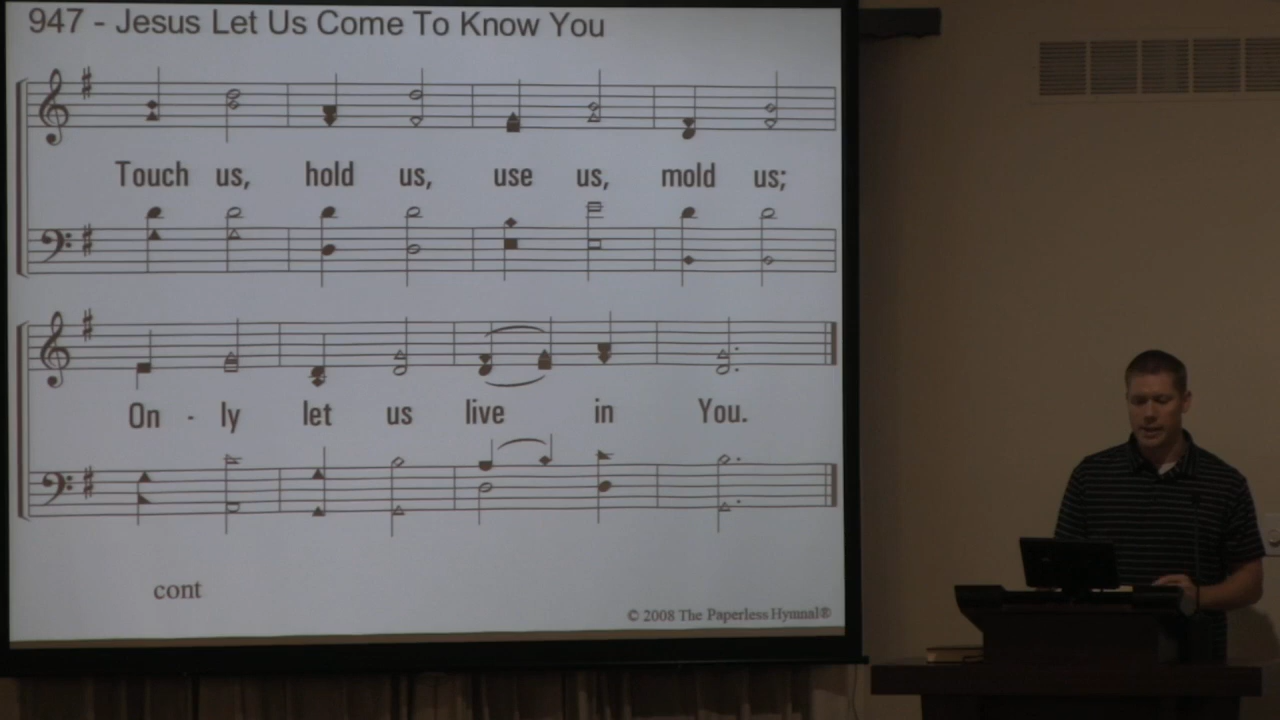 947 - Jesus Let Us Come To Know You
Touch us, hold us, use us, mold us;
On - ly let us live in You.
cont
© 2008 The Paperless Hymnal®